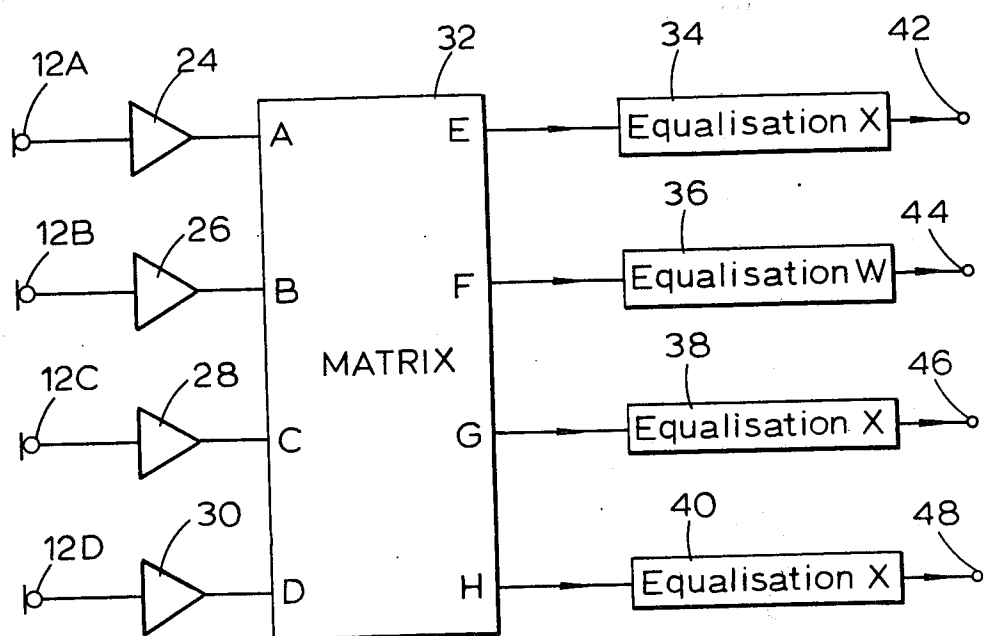 12A 24 32 34 42
A E Equalisation X
12B 26 36 44
B F Equalisation W
MATRIX
12C 28 38 46
C G Equalisation X
12D 30 40 48
D H Equalisation X